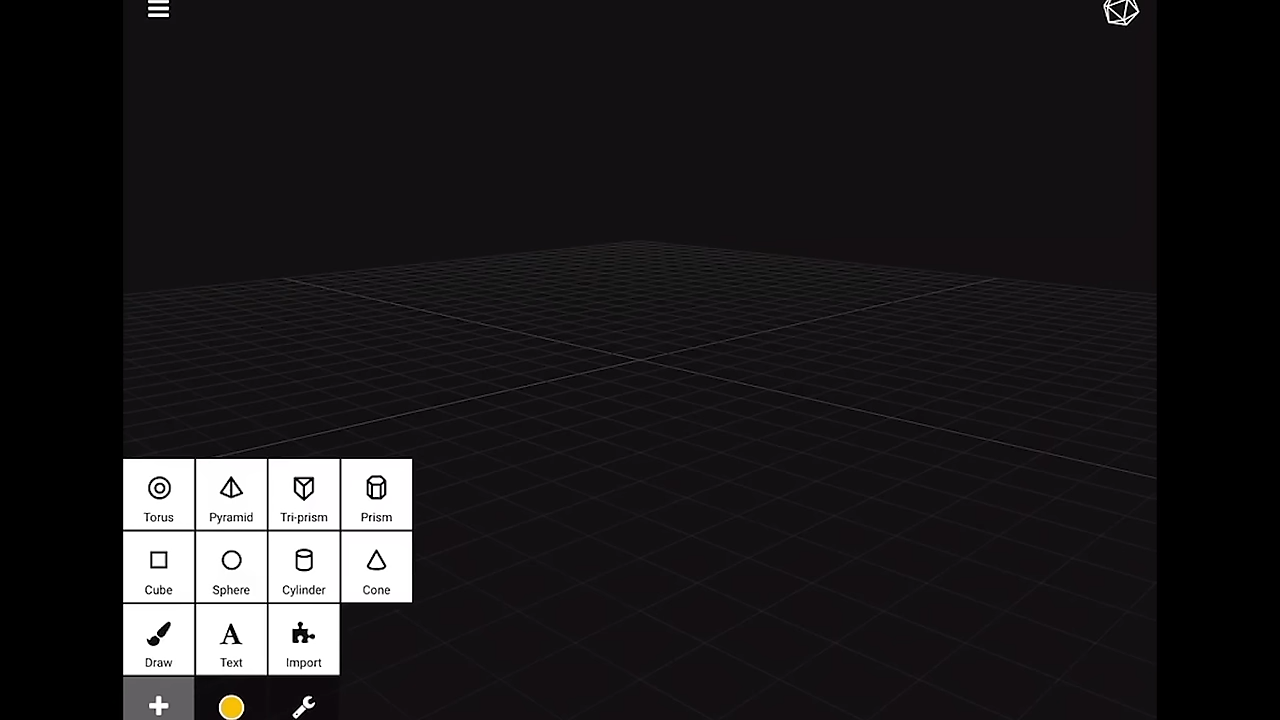 Torus Pyramid Tri-prism Prism
Cube Sphere Cylinder Cone
Draw Text Import